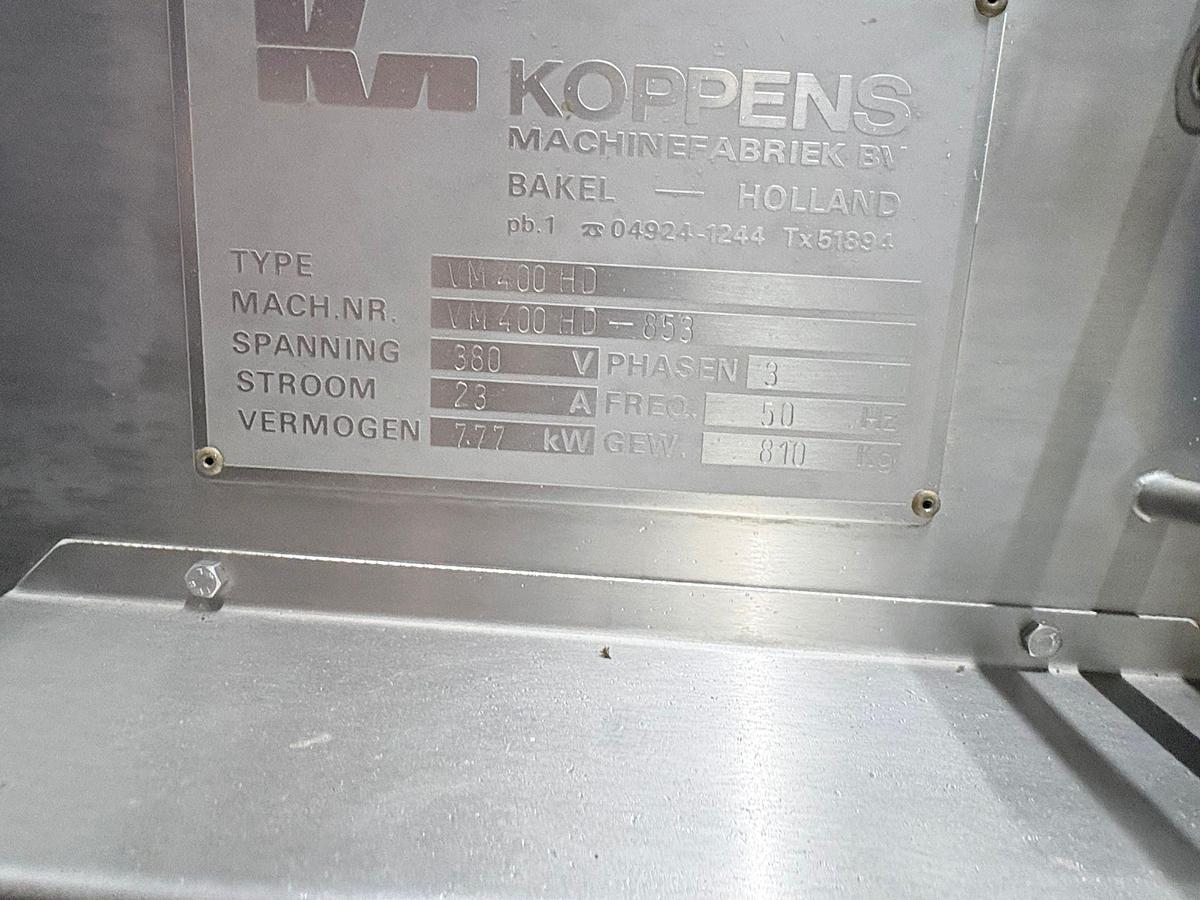 KOPPENS
MACHINEFABRIEK BV
BAKEL — HOLLAND
pb.1 ☎ 04924-1244 Tx 51894
TYPE VM 400 HD
MACH.NR. VM 400 HD — 853
SPANNING 380 V PHASEN 3
STROOM 23 A FREQ. 50 Hz
VERMOGEN 7.77 kW GEW. 810 Kg